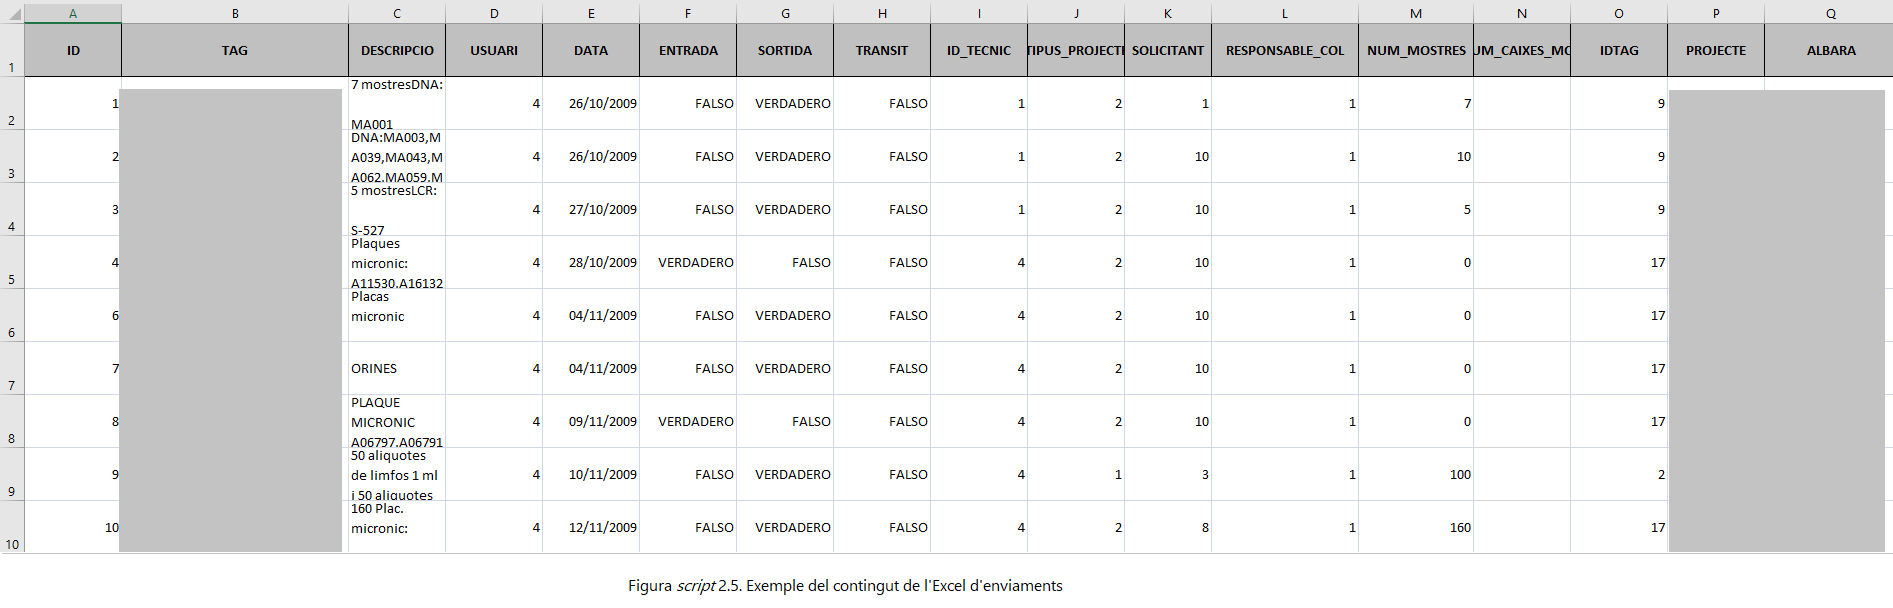 A B C D E F G H I J K L M N O P Q
1 ID TAG DESCRIPCIO USUARI DATA ENTRADA SORTIDA TRANSIT ID_TECNIC TIPUS_PROJECTE SOLICITANT RESPONSABLE_COL NUM_MOSTRES UM_CAIXES_MO IDTAG PROJECTE ALBARA
2 1 7 mostresDNA: MA001 4 26/10/2009 FALSO VERDADERO FALSO 1 2 1 1 7 9
3 2 DNA:MA003,MA039,MA043,MA062,MA059,M 4 26/10/2009 FALSO VERDADERO FALSO 1 2 10 1 10 9
4 3 5 mostresLCR: S-527 4 27/10/2009 FALSO VERDADERO FALSO 1 2 10 1 5 9
5 4 Plaques micronic: A11530,A16132 4 28/10/2009 VERDADERO FALSO FALSO 4 2 10 1 0 17
6 6 Placas micronic 4 04/11/2009 FALSO VERDADERO FALSO 4 2 10 1 0 17
7 7 ORINES 4 04/11/2009 FALSO VERDADERO FALSO 4 2 10 1 0 17
8 8 PLAQUE MICRONIC A06797,A06791 4 09/11/2009 VERDADERO FALSO FALSO 4 2 10 1 0 17
9 9 50 aliquotes de limfos 1 ml i 50 aliquotes 4 10/11/2009 FALSO VERDADERO FALSO 4 1 3 1 100 2
10 10 160 Plac. micronic: 4 12/11/2009 FALSO VERDADERO FALSO 4 2 8 1 160 17
Figura script 2.5. Exemple del contingut de l'Excel d'enviaments